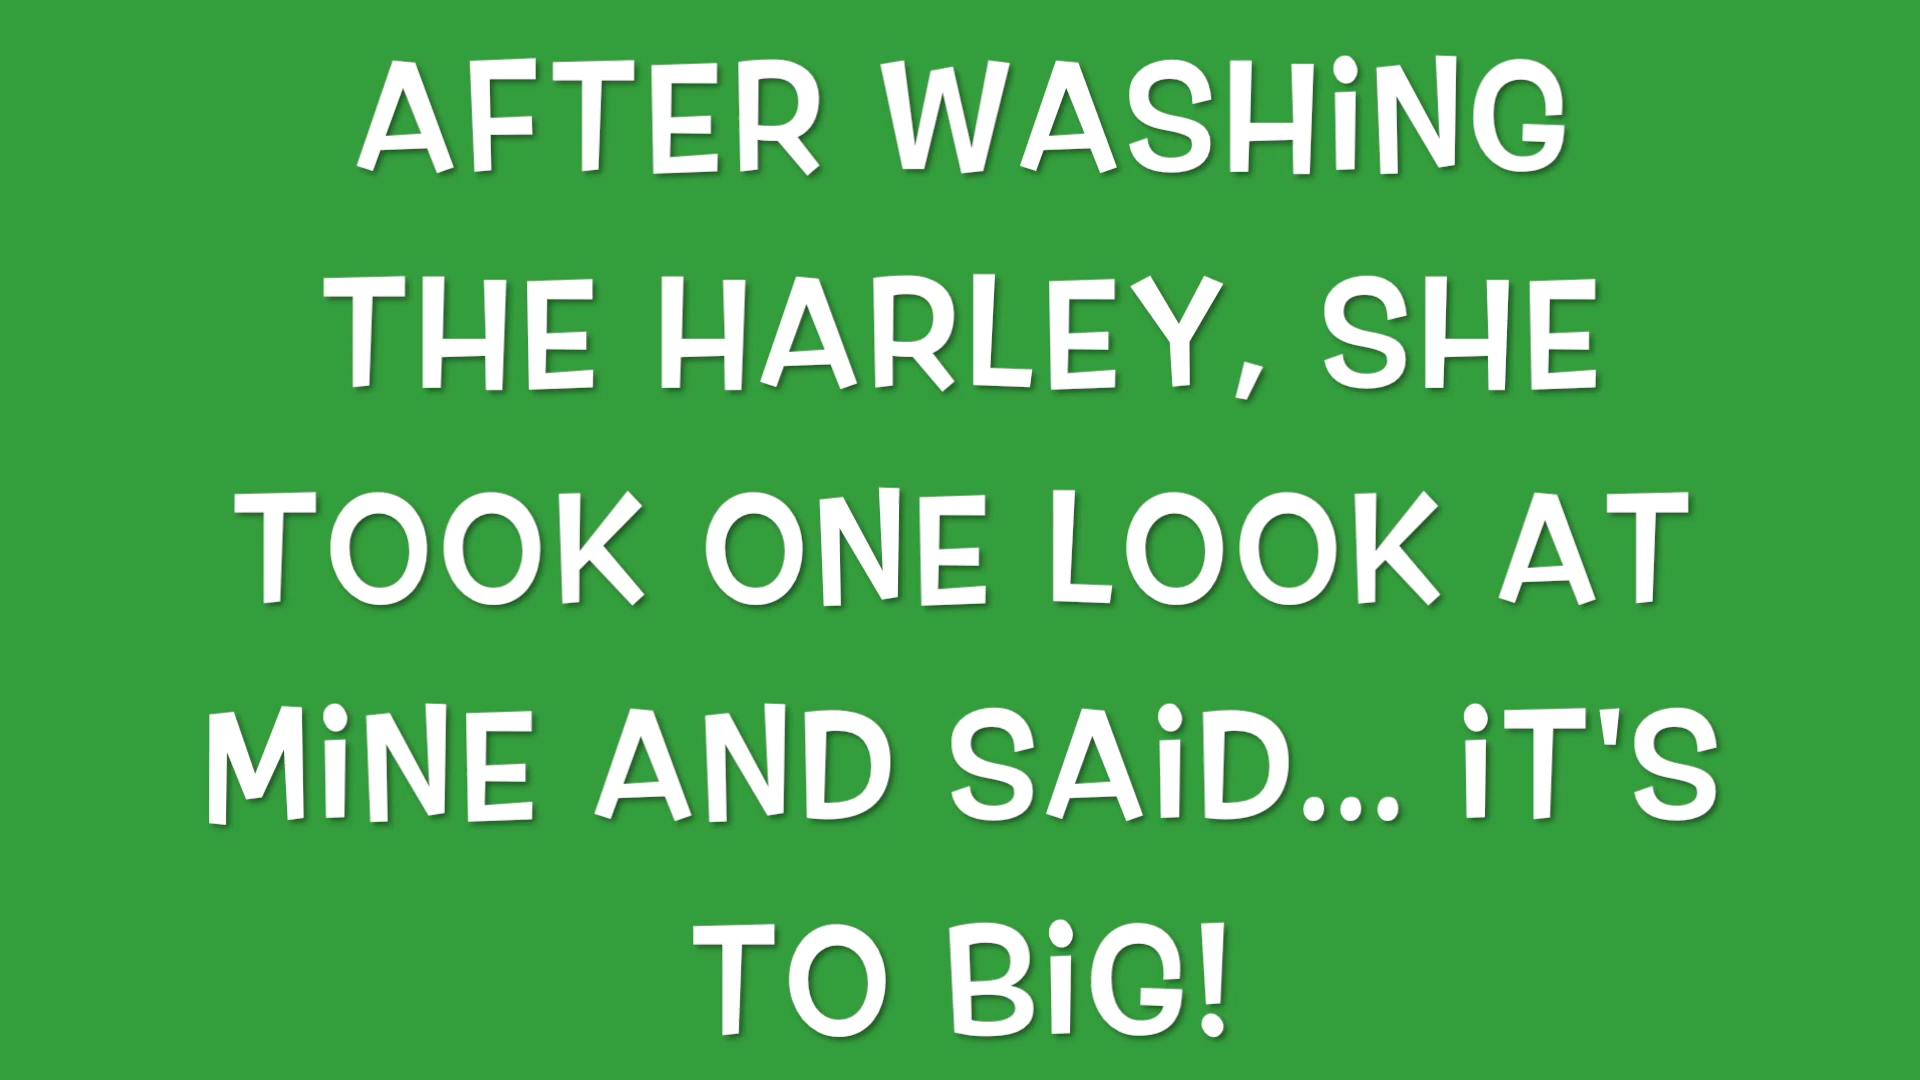 AFTER WASHiNG
THE HARLEY, SHE
TOOK ONE LOOK AT
MiNE AND SAiD... iT'S
TO BiG!